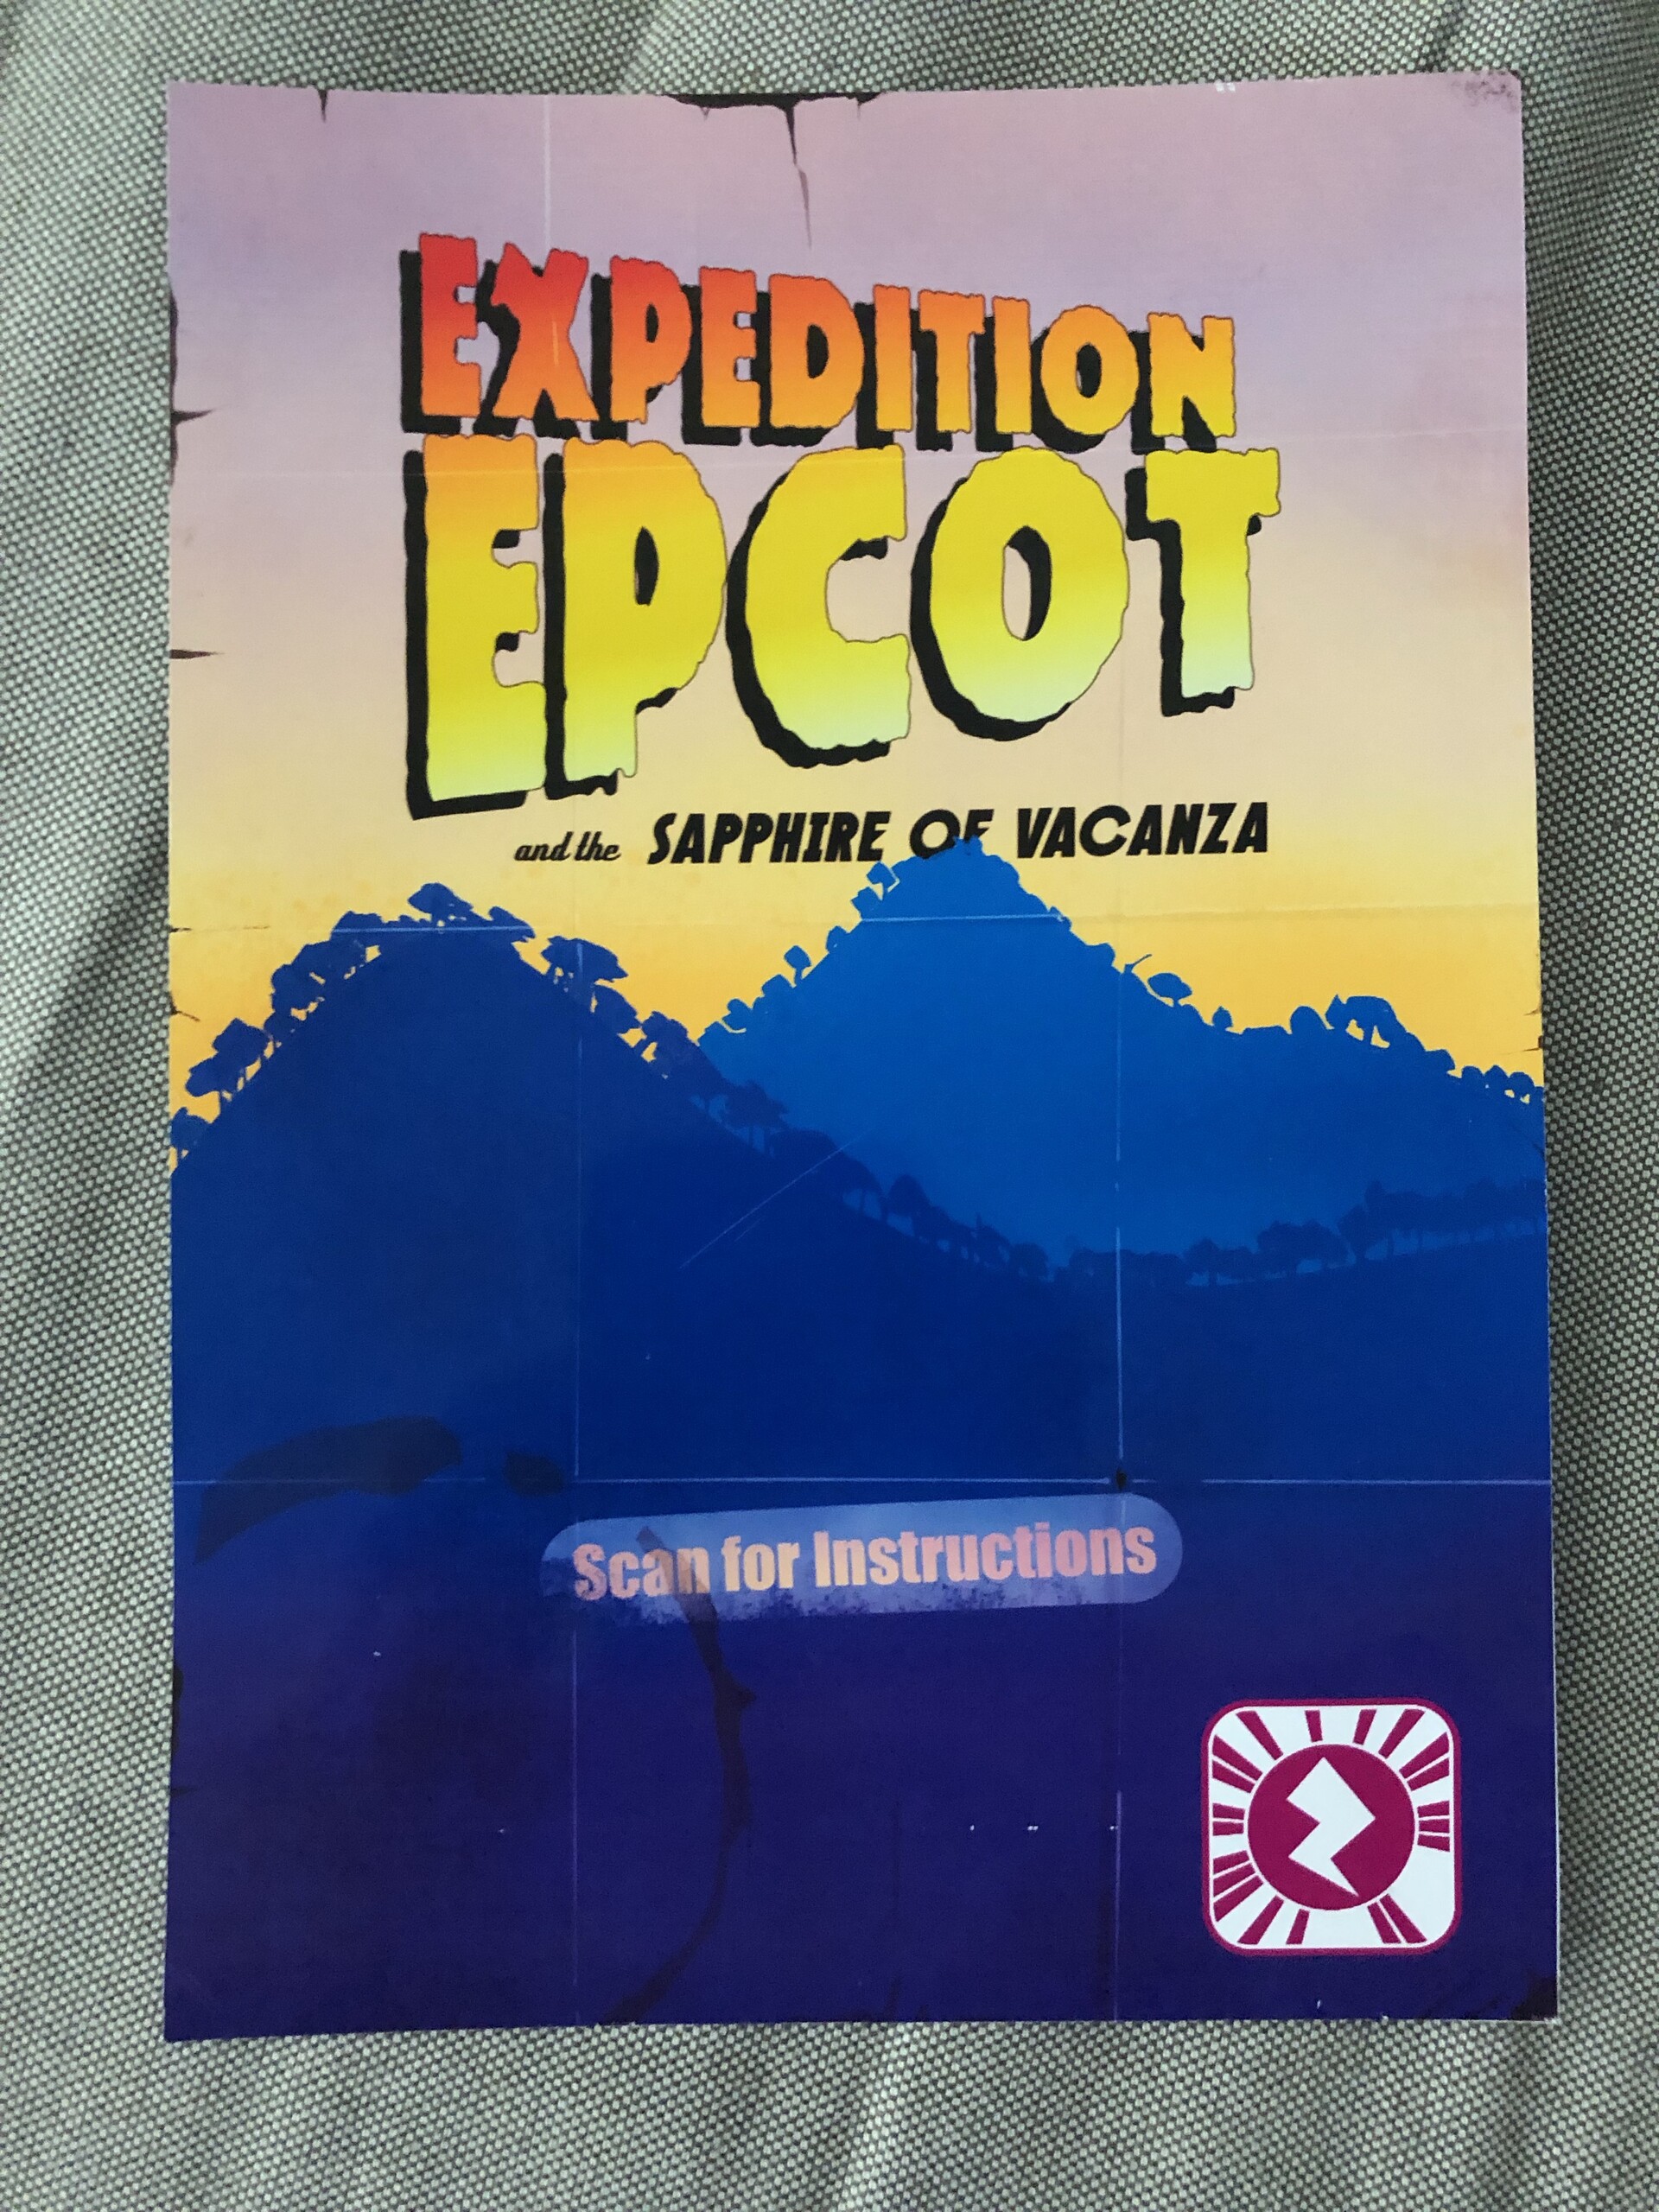 EXPEDITION
EPCOT
and the SAPPHIRE OF VACANZA
Scan for Instructions